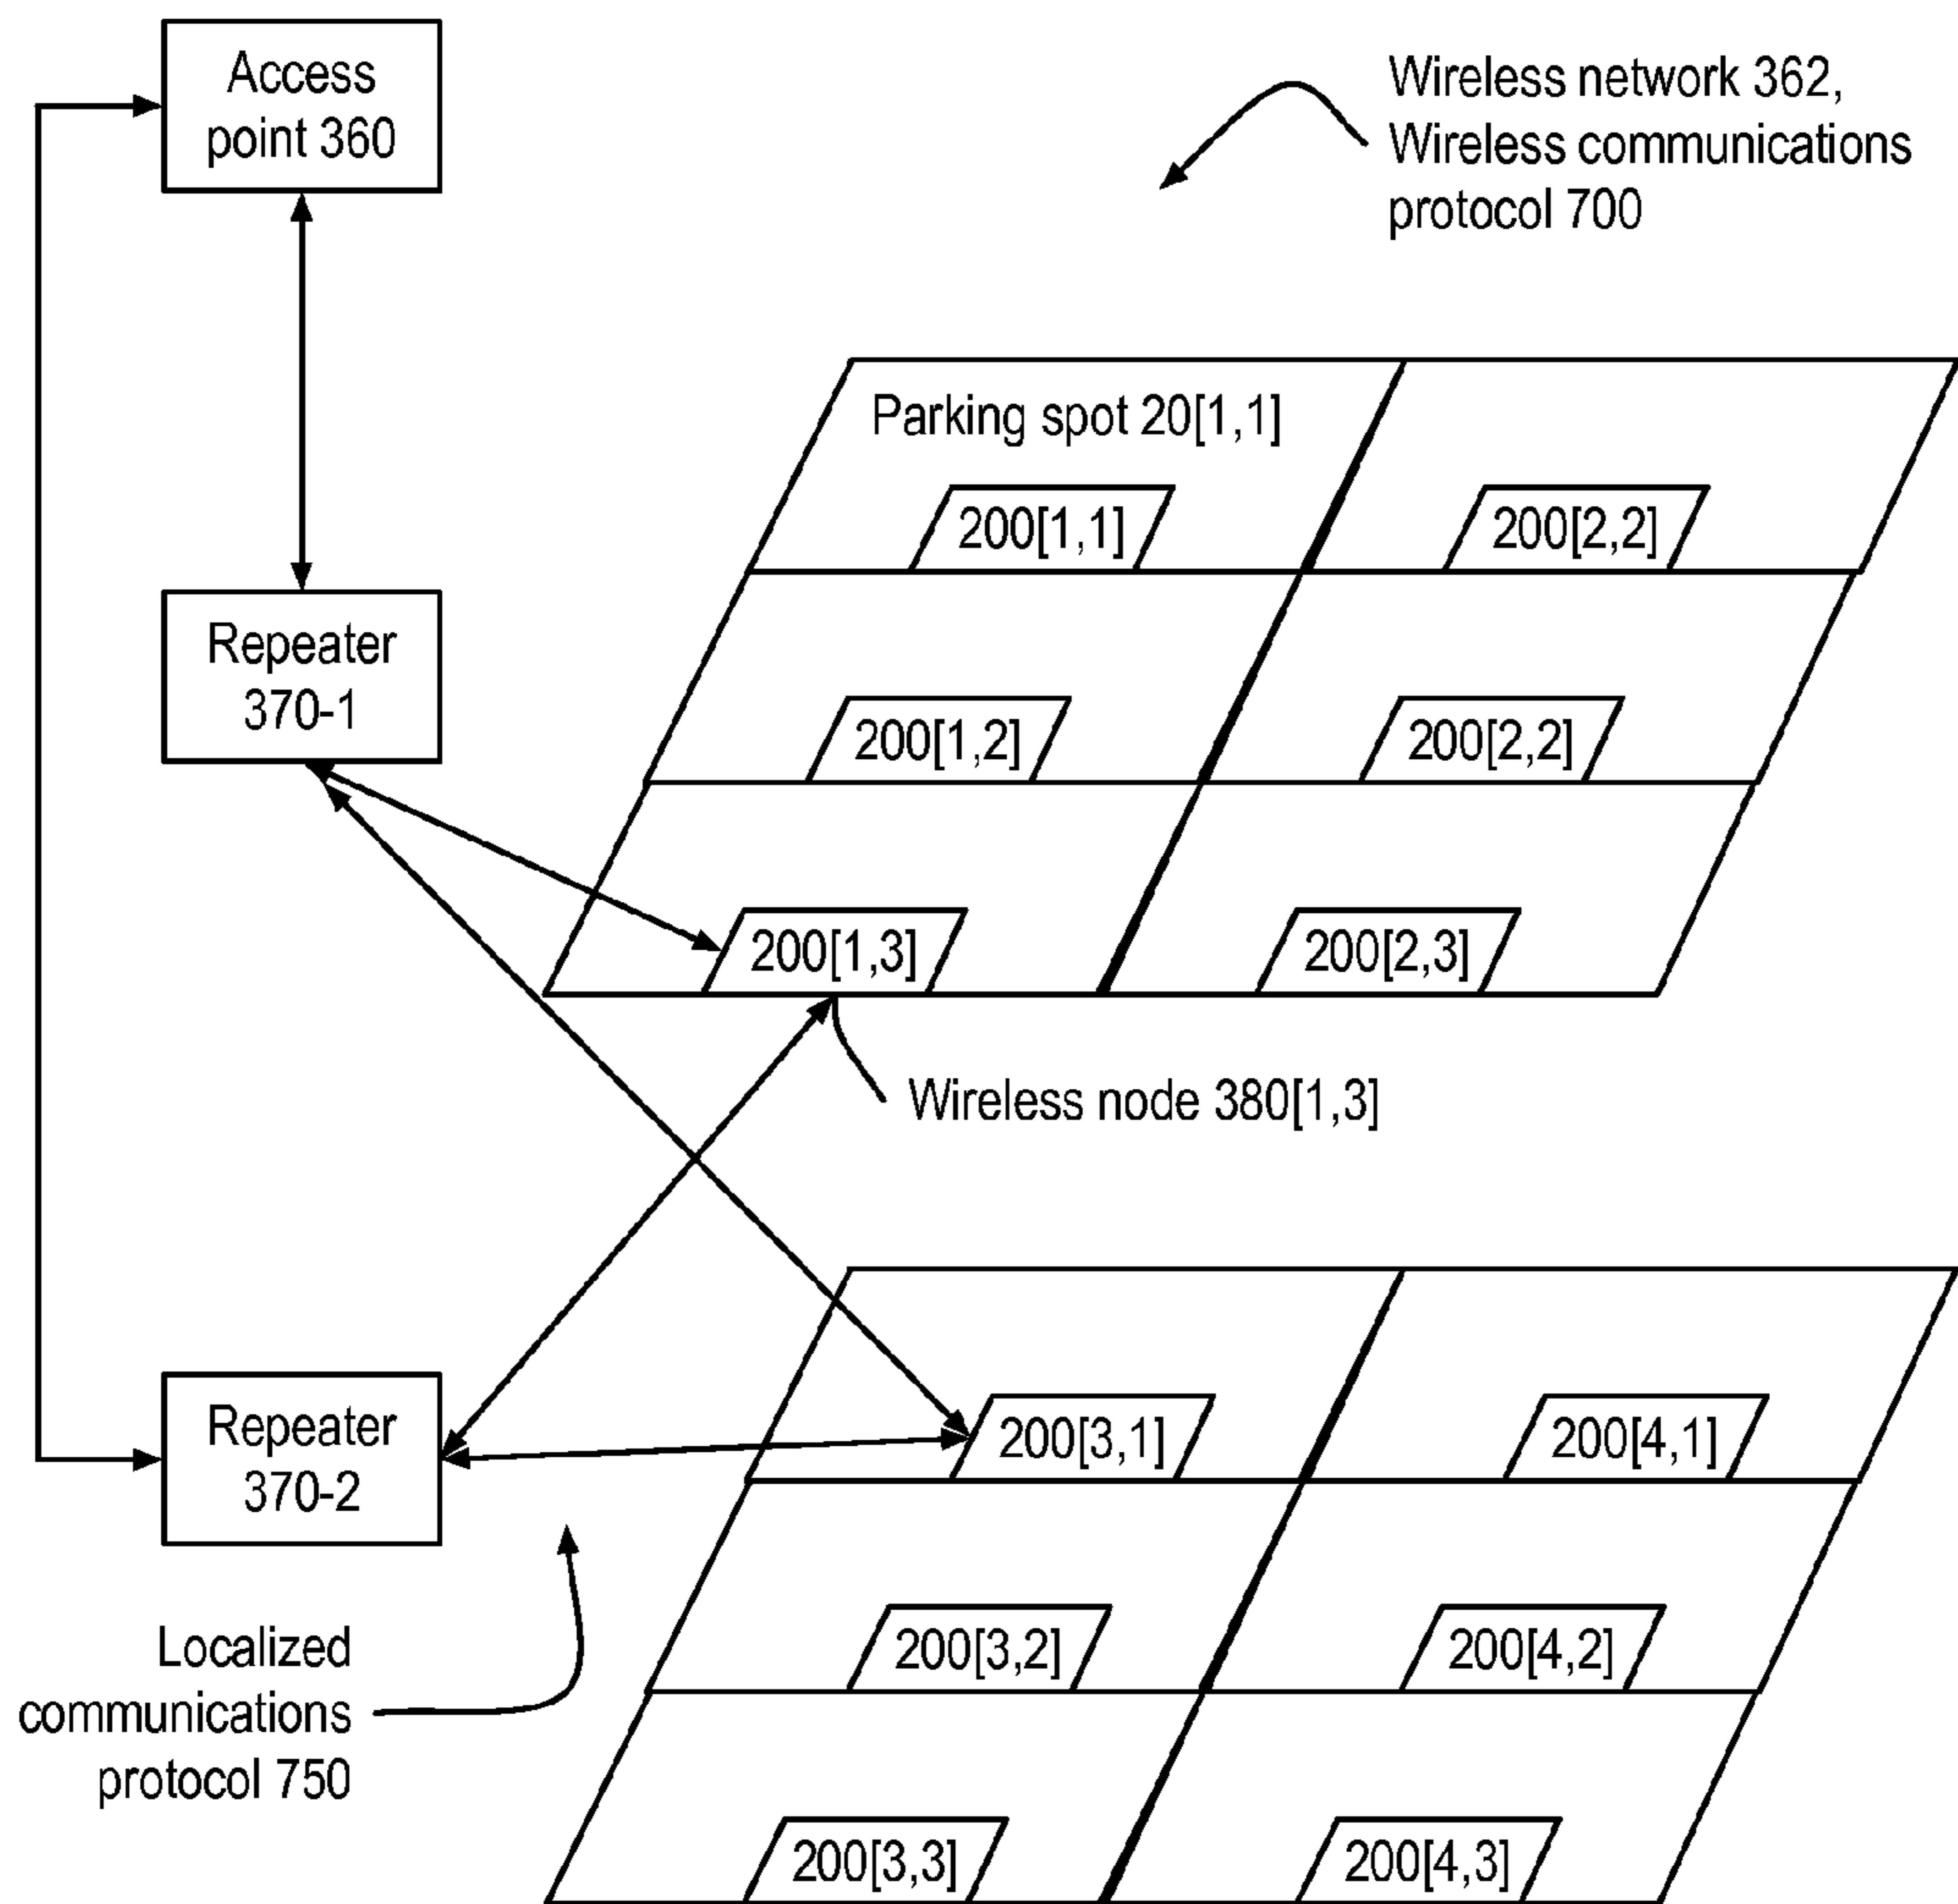 Access
point 360
Wireless network 362,
Wireless communications
protocol 700
Parking spot 20[1,1]
200[1,1]
200[2,2]
Repeater
370-1
200[1,2]
200[2,2]
200[1,3]
200[2,3]
Wireless node 380[1,3]
Repeater
370-2
200[3,1]
200[4,1]
Localized
communications
protocol 750
200[3,2]
200[4,2]
200[3,3]
200[4,3]